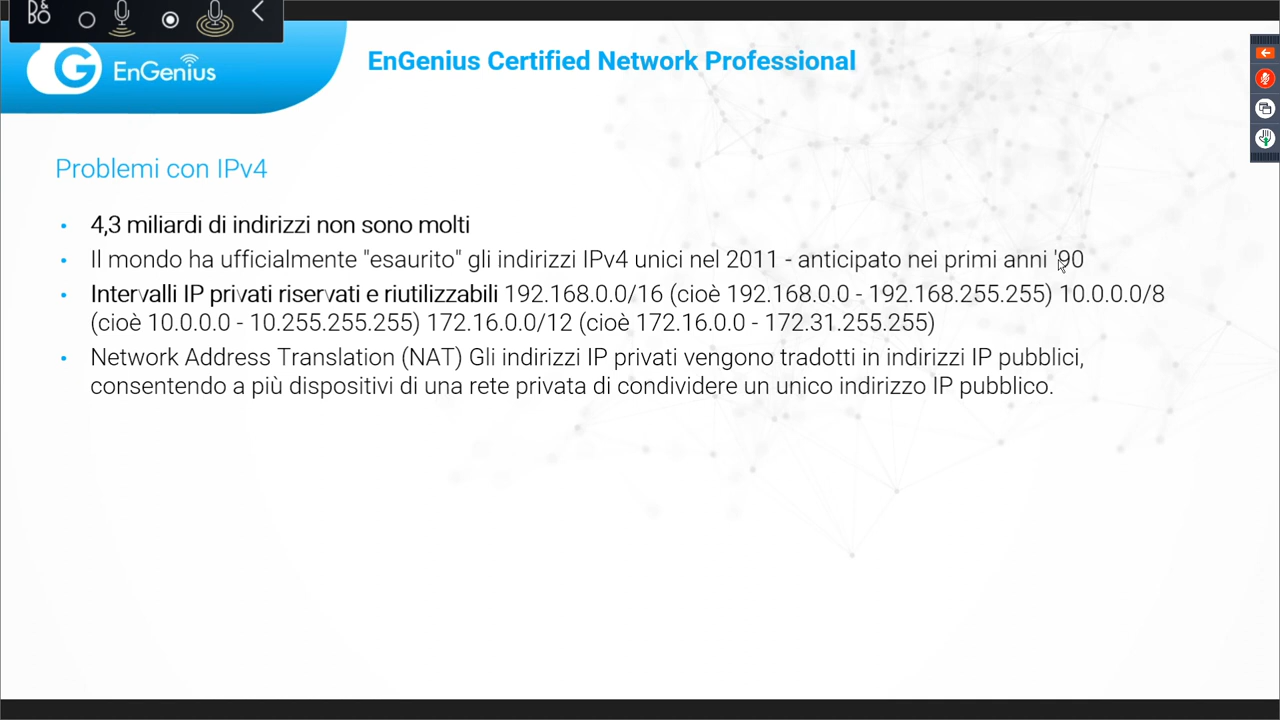 EnGenius
EnGenius Certified Network Professional
Problemi con IPv4
• 4,3 miliardi di indirizzi non sono molti
• Il mondo ha ufficialmente "esaurito" gli indirizzi IPv4 unici nel 2011 - anticipato nei primi anni '90
• Intervalli IP privati riservati e riutilizzabili 192.168.0.0/16 (cioè 192.168.0.0 - 192.168.255.255) 10.0.0.0/8
(cioè 10.0.0.0 - 10.255.255.255) 172.16.0.0/12 (cioè 172.16.0.0 - 172.31.255.255)
• Network Address Translation (NAT) Gli indirizzi IP privati vengono tradotti in indirizzi IP pubblici,
consentendo a più dispositivi di una rete privata di condividere un unico indirizzo IP pubblico.